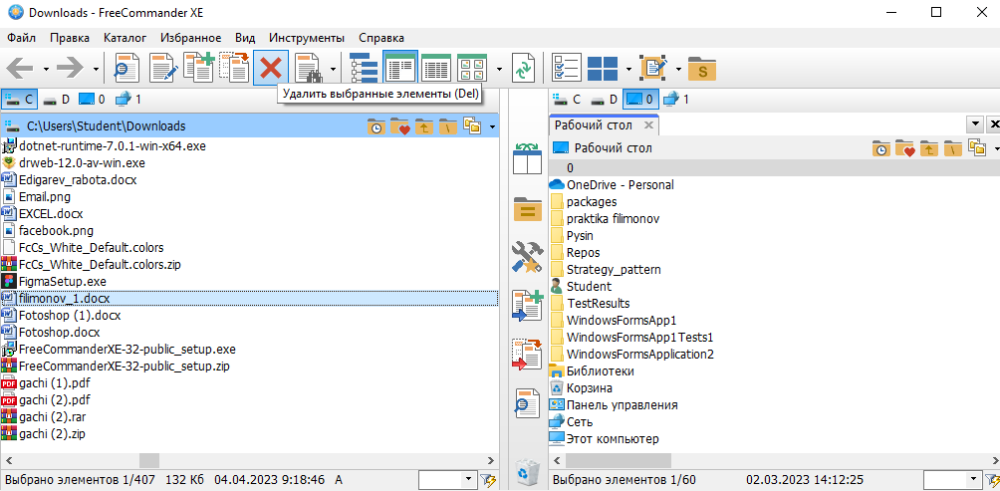 Downloads - FreeCommander XE
Файл Правка Каталог Избранное Вид Инструменты Справка
S
Удалить выбранные элементы (Del)
C D 0 1
C:\Users\Student\Downloads
dotnet-runtime-7.0.1-win-x64.exe
drweb-12.0-av-win.exe
Edigarev_rabota.docx
Email.png
EXCEL.docx
facebook.png
FcCs_White_Default.colors
FcCs_White_Default.colors.zip
FigmaSetup.exe
filimonov_1.docx
Fotoshop (1).docx
Fotoshop.docx
FreeCommanderXE-32-public_setup.exe
FreeCommanderXE-32-public_setup.zip
PDF gachi (1).pdf
PDF gachi (2).pdf
gachi (2).rar
gachi (2).zip
Выбрано элементов 1/407 132 Кб 04.04.2023 9:18:46 A
C D 0 1
Рабочий стол
Рабочий стол
0
OneDrive - Personal
packages
praktika filimonov
Pysin
Repos
Strategy_pattern
Student
TestResults
WindowsFormsApp1
WindowsFormsApp1Tests1
WindowsFormsApplication2
Библиотеки
Корзина
Панель управления
Сеть
Этот компьютер
Выбрано элементов 1/60 02.03.2023 14:12:25